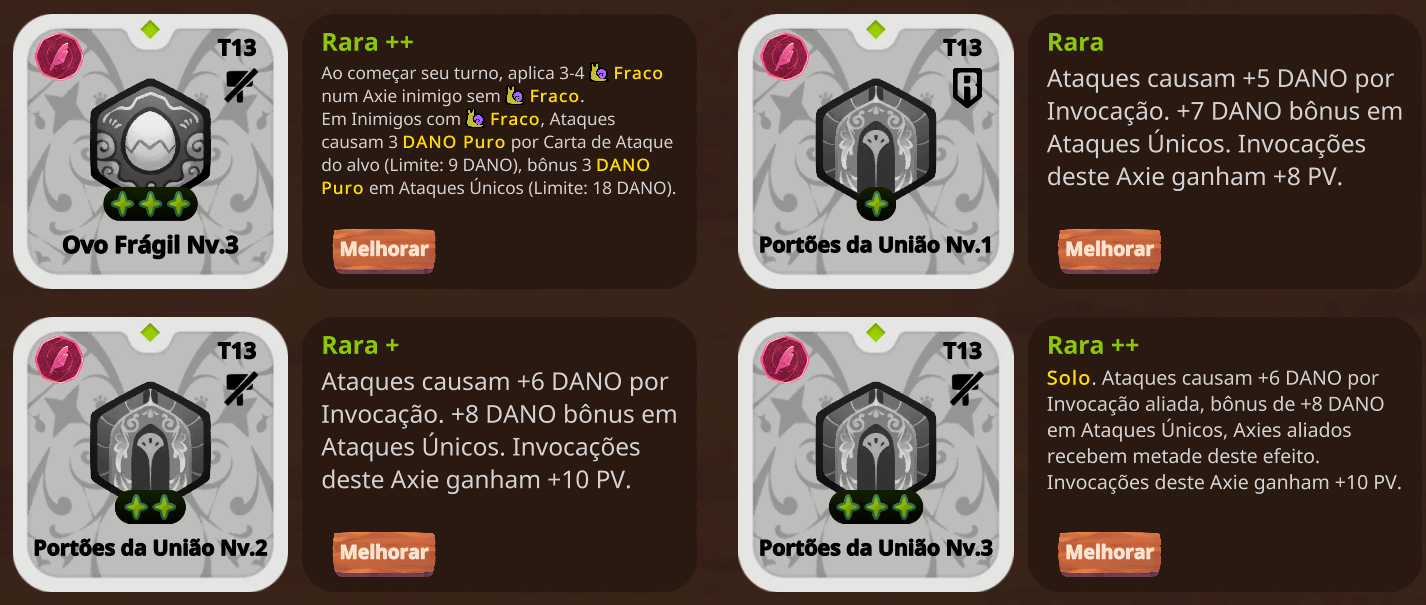 T13
Ovo Frágil Nv.3
Rara ++
Ao começar seu turno, aplica 3-4 Fraco
num Axie inimigo sem Fraco.
Em Inimigos com Fraco, Ataques
causam 3 DANO Puro por Carta de Ataque
do alvo (Limite: 9 DANO), bônus 3 DANO
Puro em Ataques Únicos (Limite: 18 DANO).
Melhorar
T13
Portões da União Nv.1
Rara
Ataques causam +5 DANO por
Invocação. +7 DANO bônus em
Ataques Únicos. Invocações
deste Axie ganham +8 PV.
Melhorar
T13
Portões da União Nv.2
Rara +
Ataques causam +6 DANO por
Invocação. +8 DANO bônus em
Ataques Únicos. Invocações
deste Axie ganham +10 PV.
Melhorar
T13
Portões da União Nv.3
Rara ++
Solo. Ataques causam +6 DANO por
Invocação aliada, bônus de +8 DANO
em Ataques Únicos, Axies aliados
recebem metade deste efeito.
Invocações deste Axie ganham +10 PV.
Melhorar